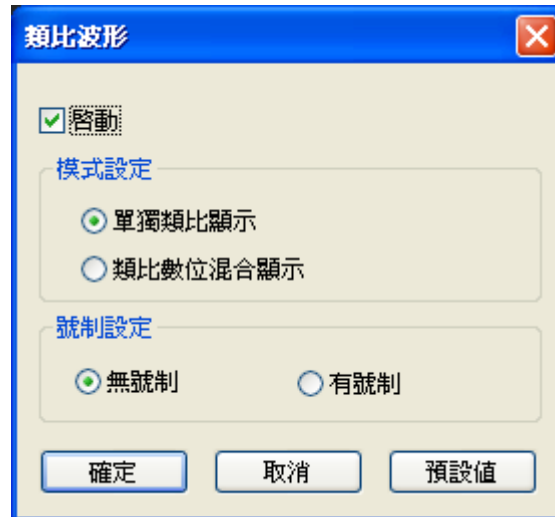 類比波形
啓動
模式設定
單獨類比顯示
類比數位混合顯示
號制設定
無號制 有號制
確定 取消 預設值